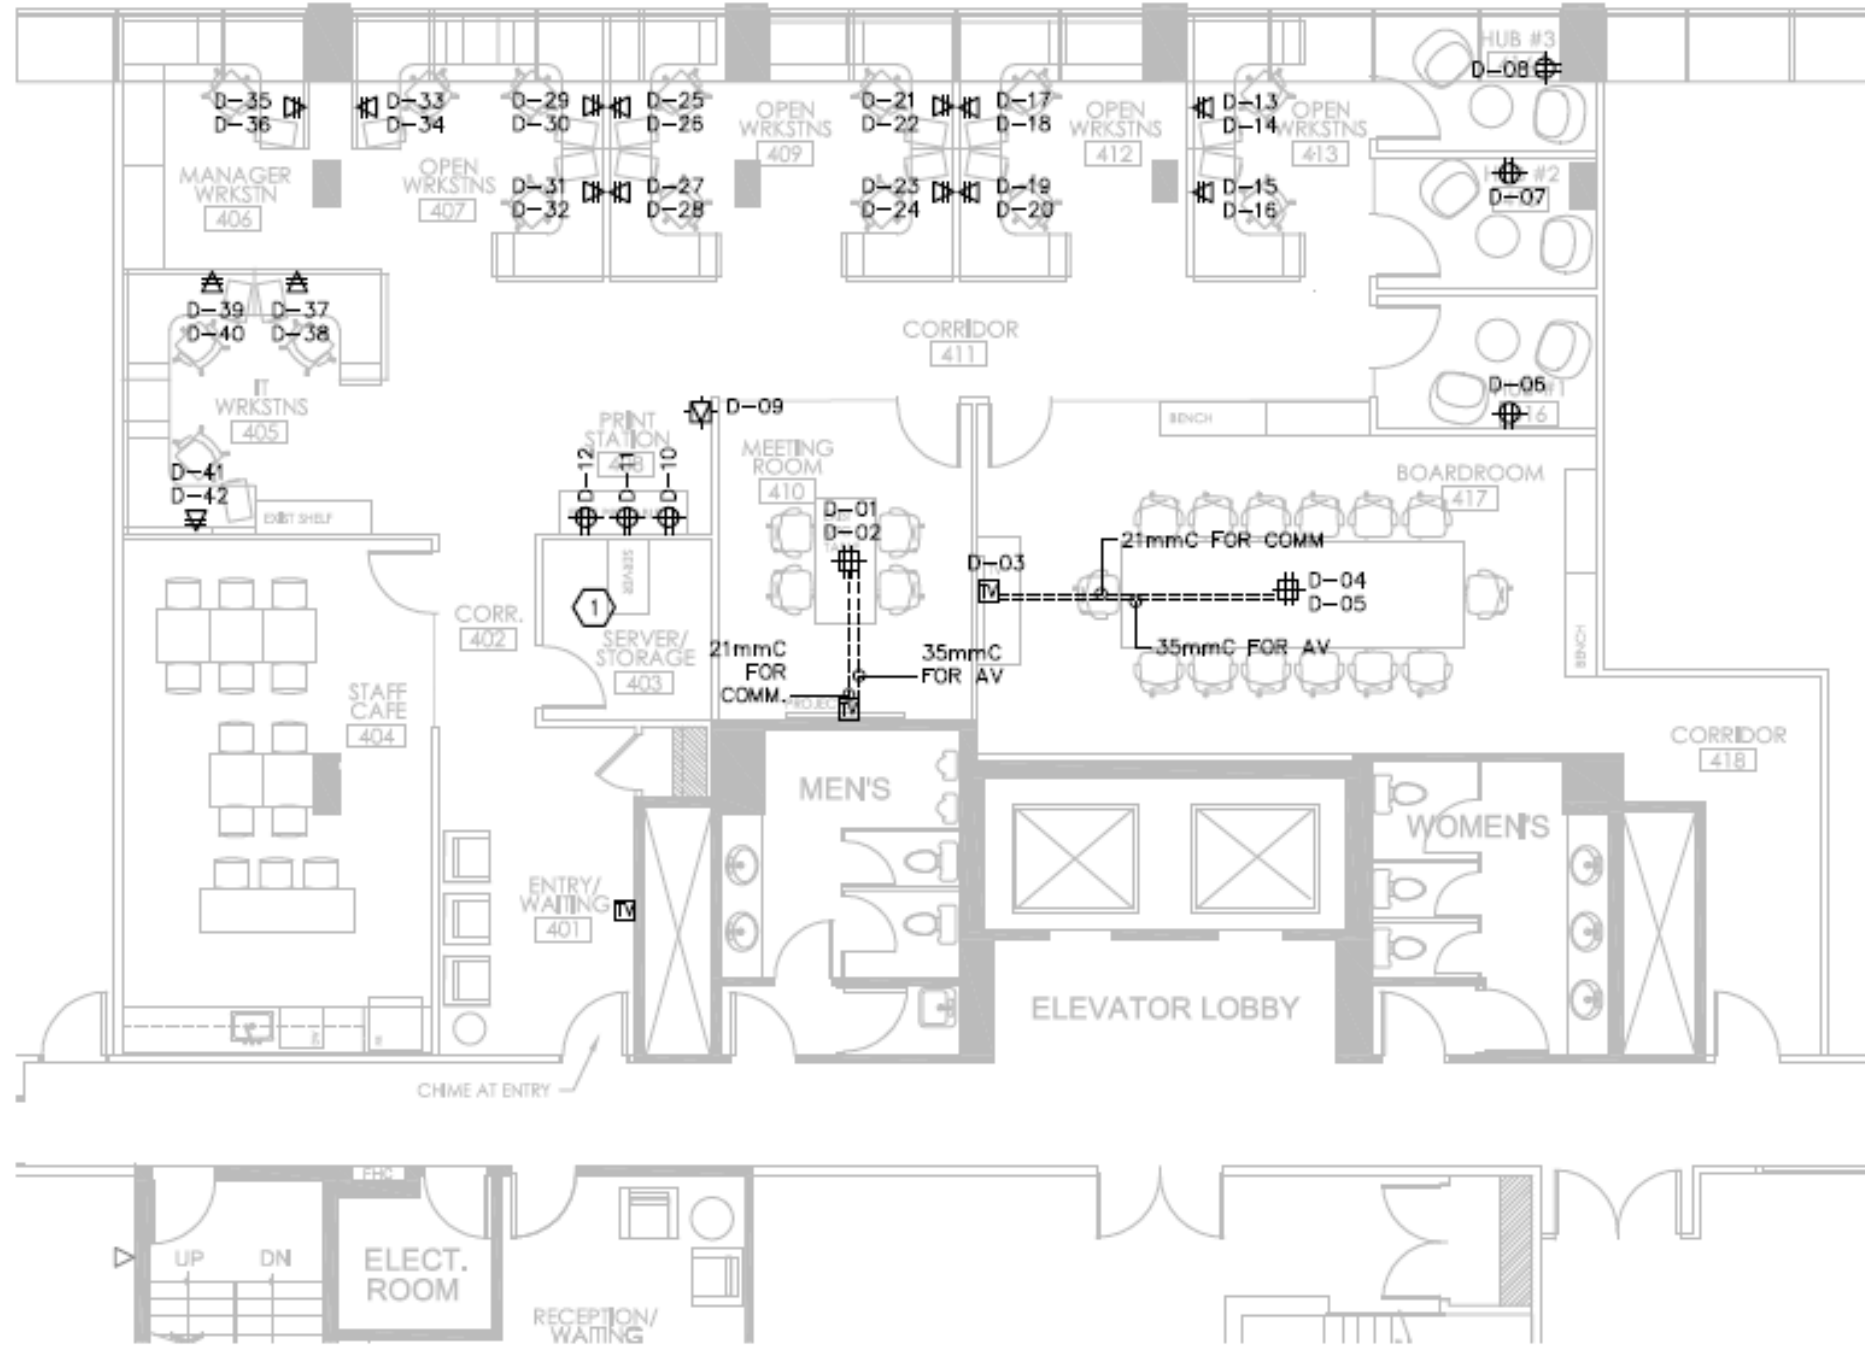 HUB #3
D-08
D-35
D-36
D-33
D-34
D-29
D-30
D-25
D-26
OPEN
WRKSTNS
409
D-21
D-22
D-17
D-18
OPEN
WRKSTNS
412
D-13
D-14
OPEN
WRKSTNS
413
MANAGER
WRKSTN
406
OPEN
WRKSTNS
407
D-31
D-32
D-27
D-28
D-23
D-24
D-19
D-20
D-15
D-16
#2
D-07
D-39
D-40
D-37
D-38
CORRIDOR
411
IT
WRKSTNS
405
D-41
D-42
EXIST SHELF
D-09
PRINT
STATION
408
D-12
D-11
D-10
MEETING
ROOM
410
D-01
D-02
BENCH
D-06
#1
16
BOARDROOM
417
D-03
TV
21mmC FOR COMM
D-04
D-05
35mmC FOR AV
BENCH
SERVER
1
SERVER/
STORAGE
403
CORR.
402
21mmC
FOR
COMM.
35mmC
FOR AV
PROJEC
TV
STAFF
CAFE
404
CORRIDOR
418
MEN'S
WOMEN'S
ENTRY/
WAITING
401
TV
ELEVATOR LOBBY
DW
CHIME AT ENTRY
FHC
UP
DN
ELECT.
ROOM
RECEPTION/
WAITING